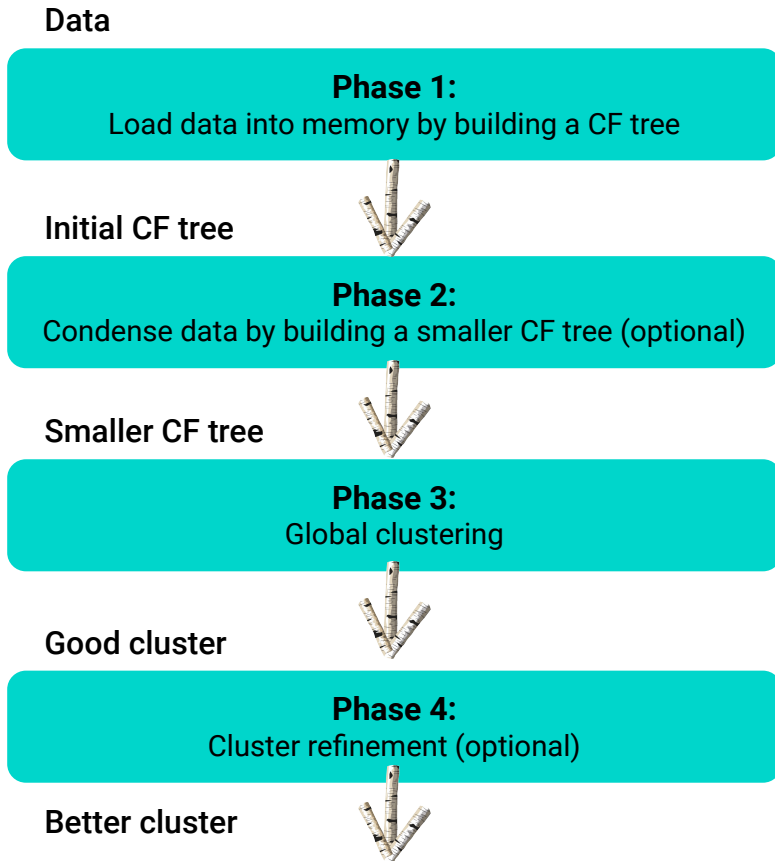 Data
Phase 1:
Load data into memory by building a CF tree
Initial CF tree
Phase 2:
Condense data by building a smaller CF tree (optional)
Smaller CF tree
Phase 3:
Global clustering
Good cluster
Phase 4:
Cluster refinement (optional)
Better cluster